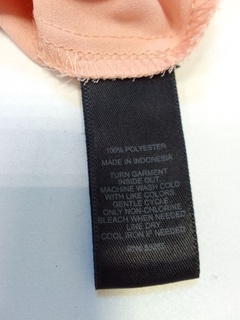 100% POLYESTER
MADE IN INDONESIA
TURN GARMENT
INSIDE OUT.
MACHINE WASH COLD
WITH LIKE COLORS
GENTLE CYCLE
ONLY NON CHLORINE
BLEACH WHEN NEEDED
LINE DRY
COOL IRON IF NEEDED